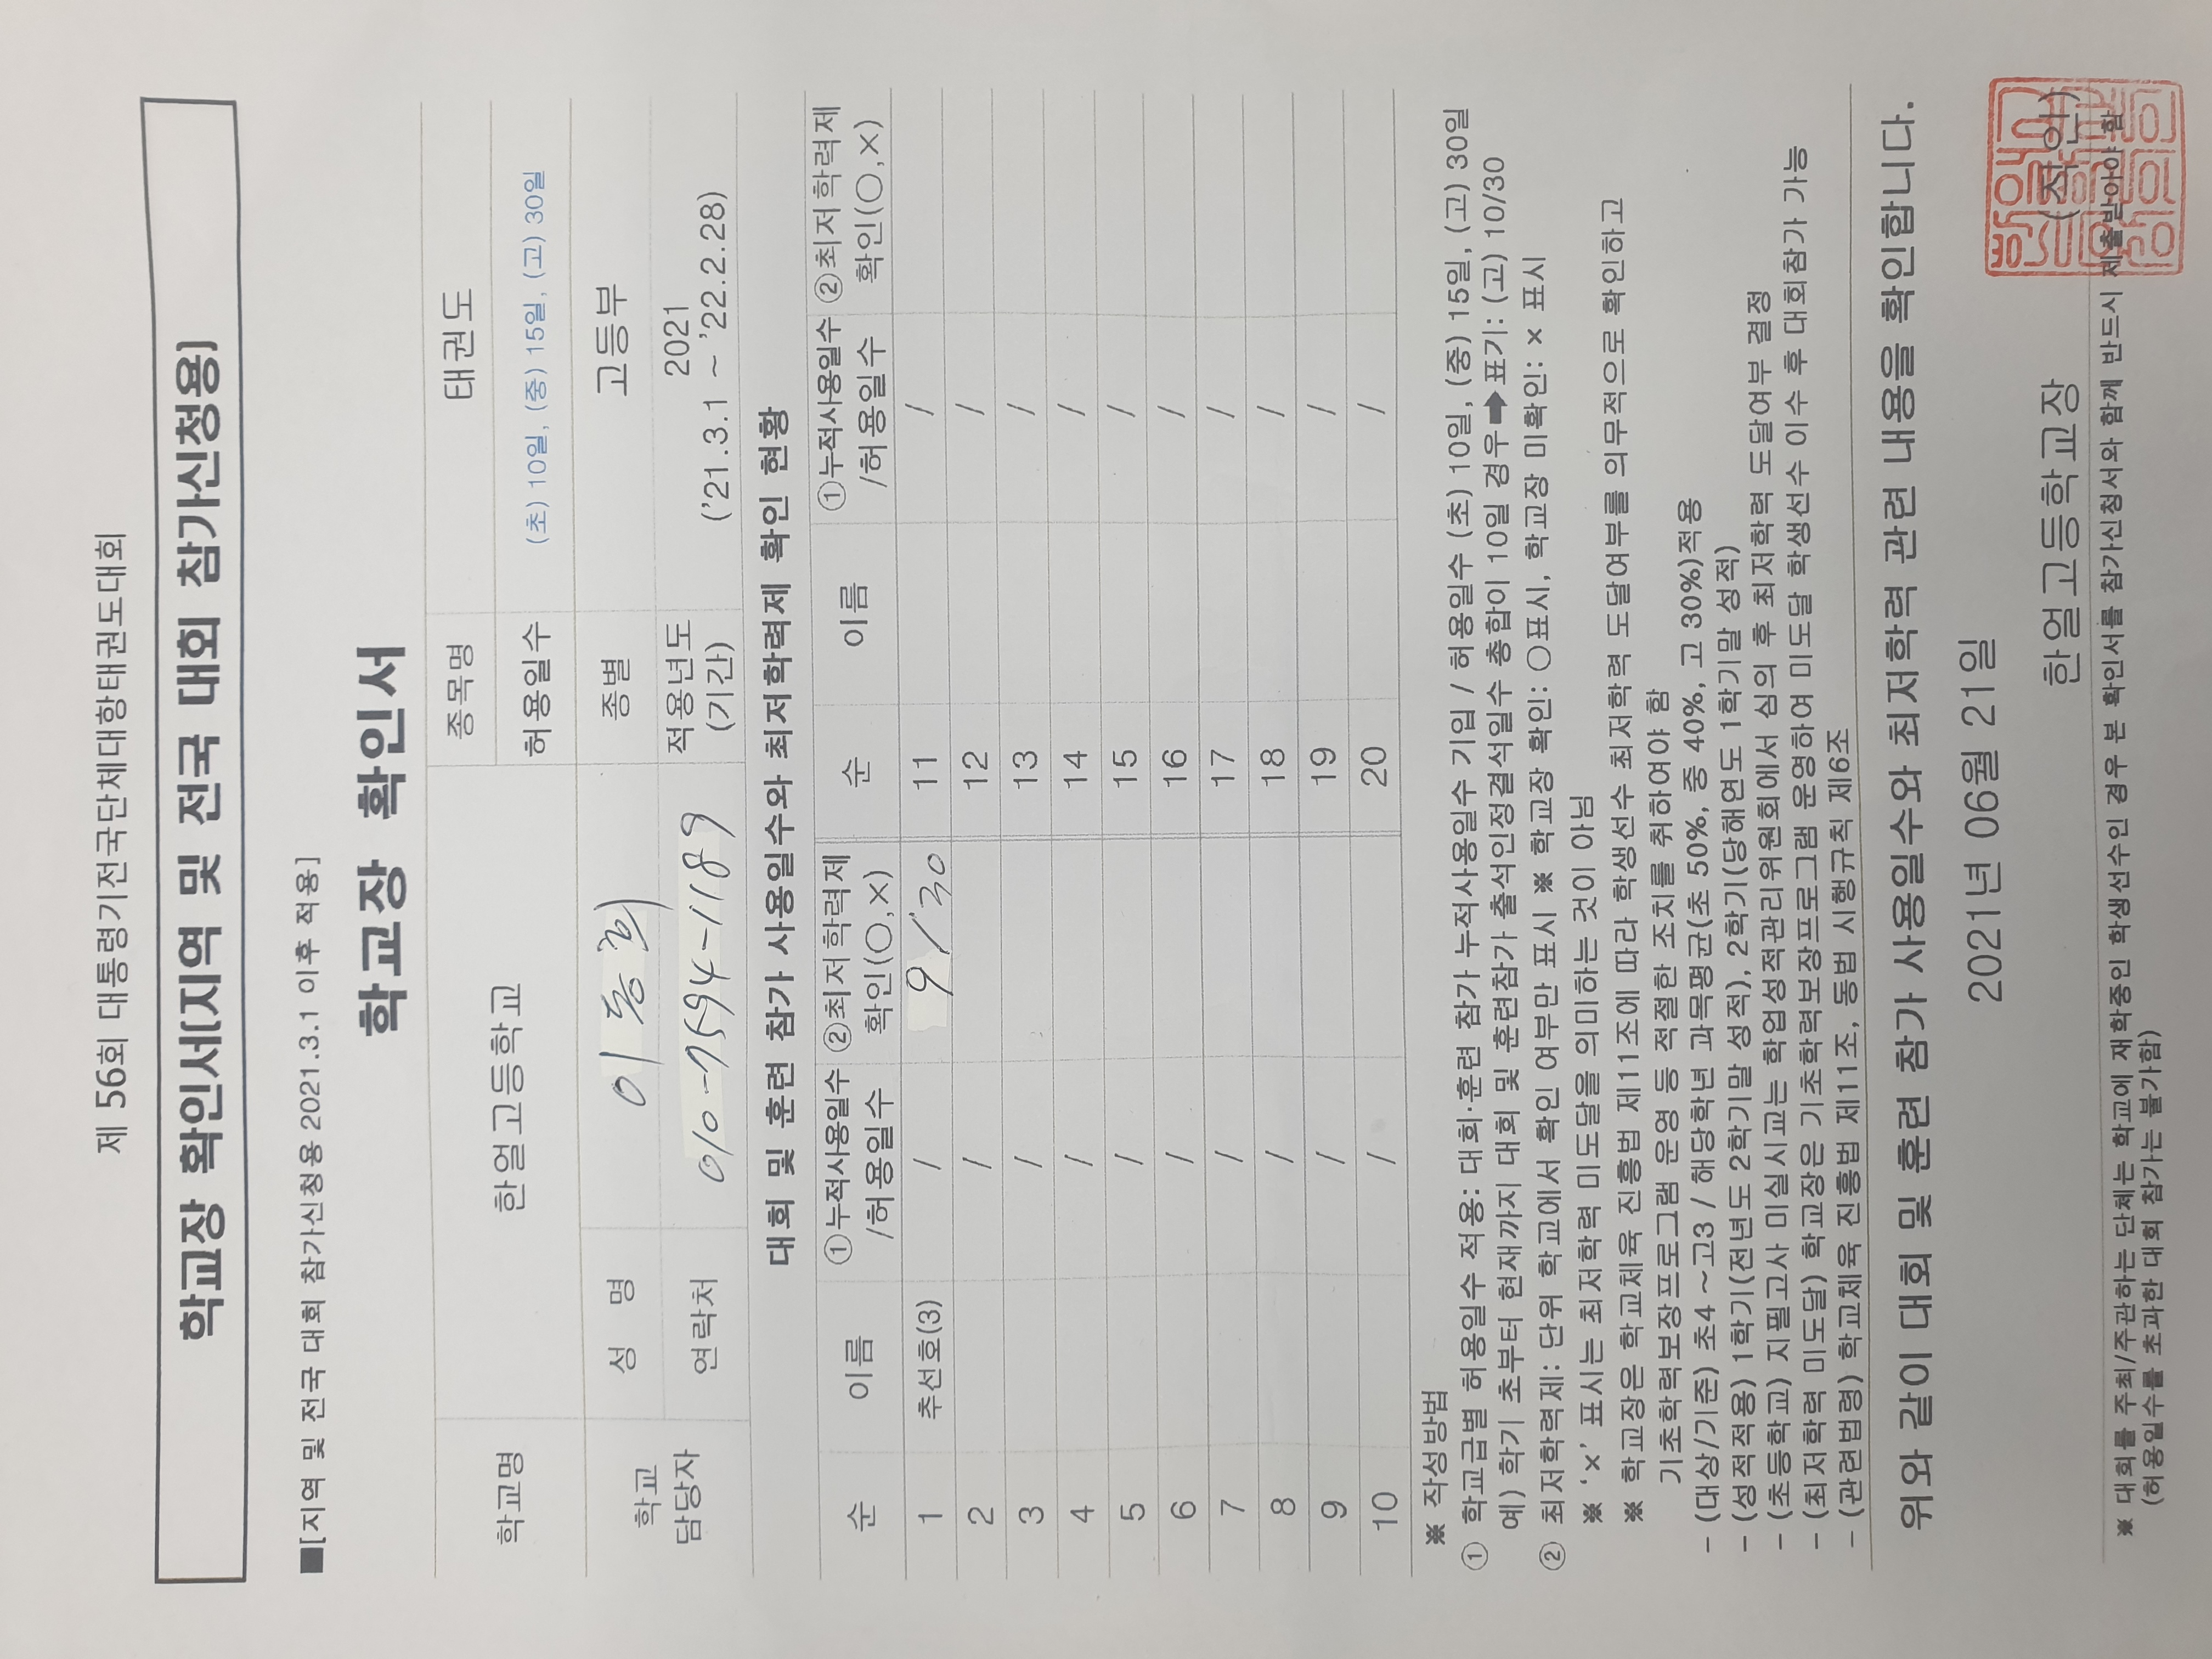 제 56회 대통령기전국단체대항태권도대회
학교장 확인서[지역 및 전국 대회 참가신청용]
■[지역 및 전국 대회 참가신청용 2021.3.1 이후 적용]
학교장 확인서
학교명 한얼고등학교 종목명 태권도
허용일수 (초) 10일, (중) 15일, (고) 30일
학교 담당자 성 명 이동희 종별 고등부
연락처 010-7594-1189 적용년도 (기간) 2021 ('21.3.1 ~ '22.2.28)
대회 및 훈련 참가 사용일수와 최저학력제 확인 현황
순 이름 ①누적사용일수 /허용일수 ②최저학력제 확인(○,×) 순 이름 ①누적사용일수 /허용일수 ②최저학력제 확인(○,×)
1 추선호(3) / 9/30 11 /
2 / 12 /
3 / 13 /
4 / 14 /
5 / 15 /
6 / 16 /
7 / 17 /
8 / 18 /
9 / 19 /
10 / 20 /
※ 작성방법
① 학교급별 허용일수 적용: 대회·훈련 참가 누적사용일수 기입 / 허용일수 (초) 10일, (중) 15일, (고) 30일
예) 학기 초부터 현재까지 대회 및 훈련참가 출석인정결석일수 총합이 10일 경우➡표기: (고) 10/30
② 최저학력제: 단위 학교에서 확인 여부만 표시 ※ 학교장 확인: ○표시, 학교장 미확인: × 표시
※ '×' 표시는 최저학력 미도달을 의미하는 것이 아님
※ 학교장은 학교체육 진흥법 제11조에 따라 학생선수 최저학력 도달여부를 의무적으로 확인하고
기초학력보장프로그램 운영 등 적절한 조치를 취하여야 함
- (대상/기준) 초4 ~고3 / 해당학년 과목평균(초 50%, 중 40%, 고 30%)적용
- (성적적용) 1학기(전년도 2학기말 성적), 2학기(당해연도 1학기말 성적)
- (초등학교) 지필고사 미실시교는 학업성적관리위원회에서 심의 후 최저학력 도달여부 결정
- (최저학력 미도달) 학교장은 기초학력보장프로그램 운영하여 미도달 학생선수 이수 후 대회참가 가능
- (관련법령) 학교체육 진흥법 제11조, 동법 시행규칙 제6조
위와 같이 대회 및 훈련 참가 사용일수와 최저학력 관련 내용을 확인합니다.
2021년 06월 21일
한얼고등학교장 (직인)
※ 대회를 주최/주관하는 단체는 학교에 재학중인 학생선수인 경우 본 확인서를 참가신청서와 함께 반드시 제출받아야 함
(허용일수를 초과한 대회 참가는 불가함)